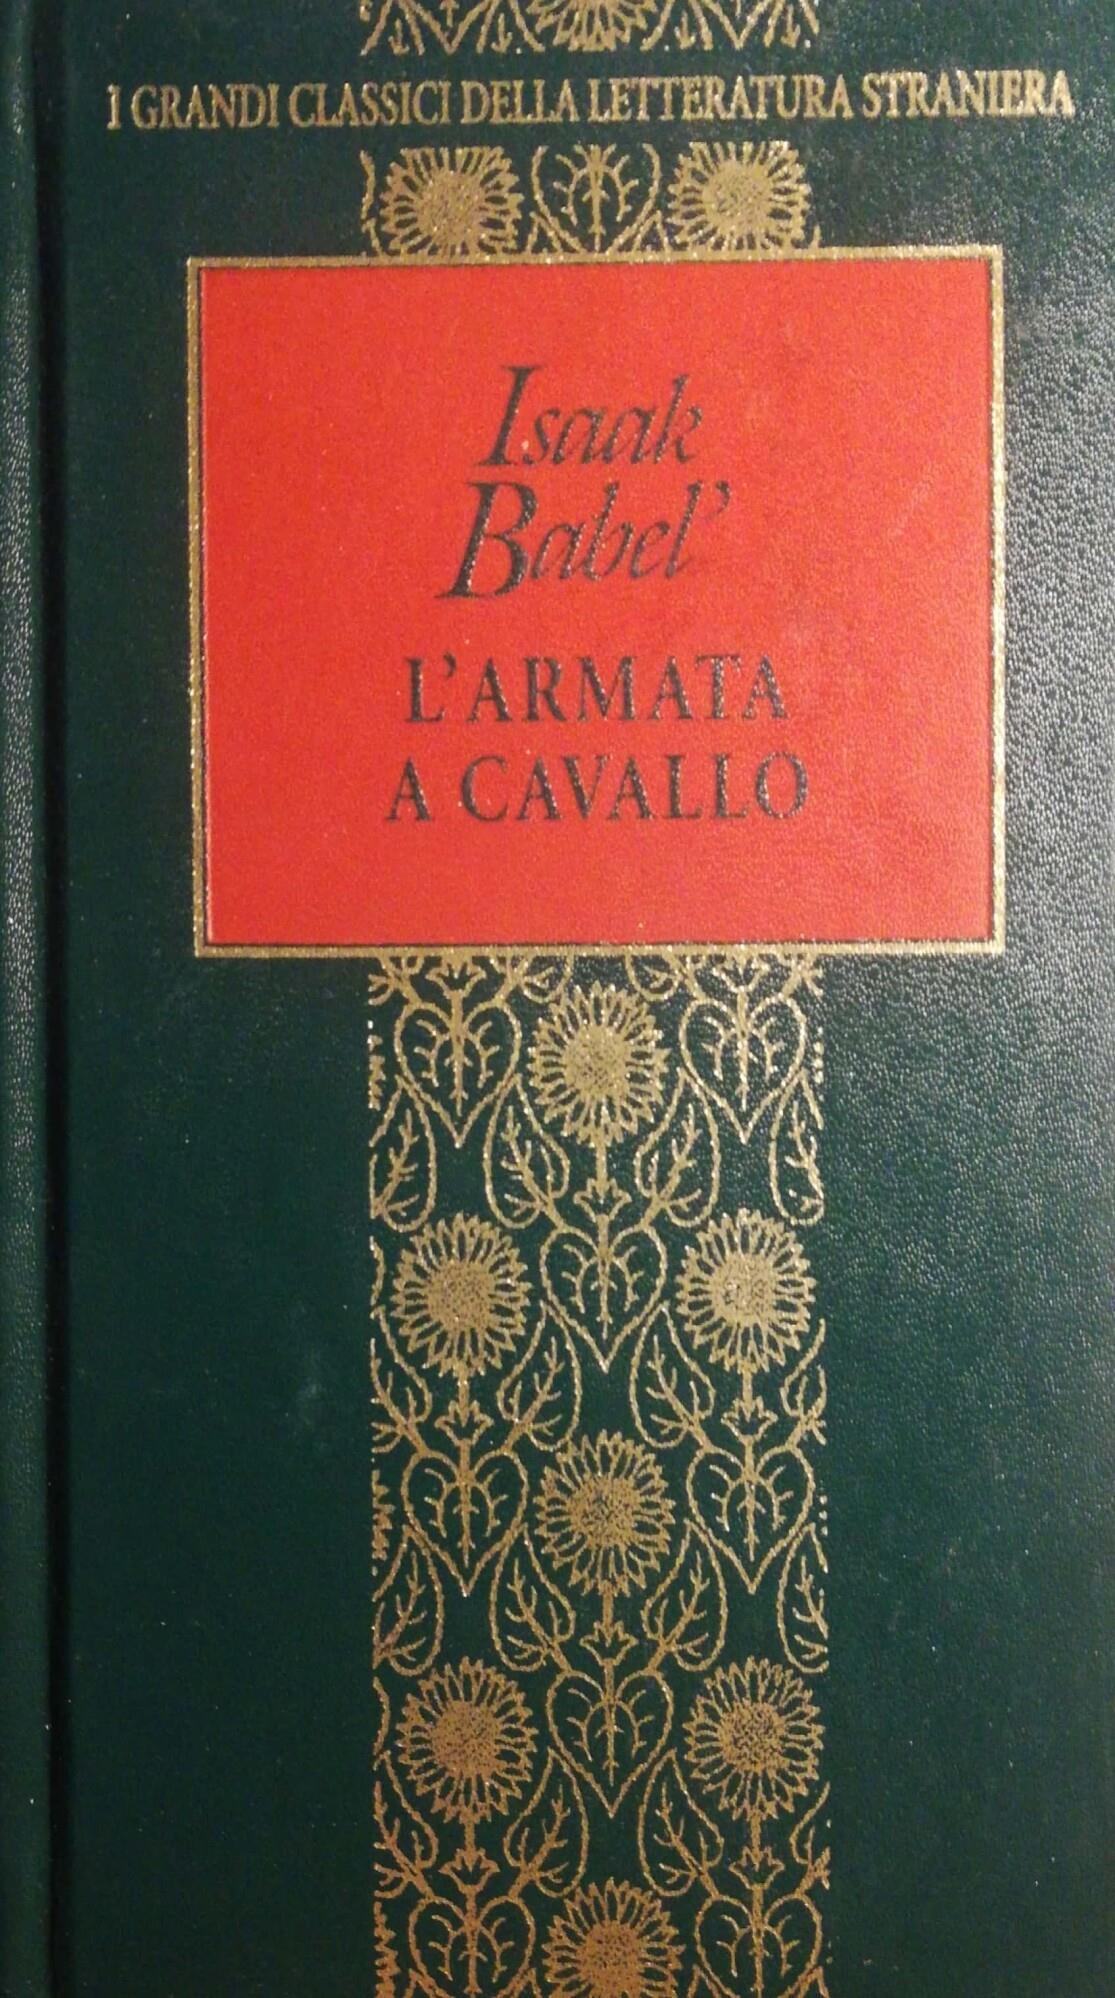 I GRANDI CLASSICI DELLA LETTERATURA STRANIERA
Isaak
Babel'
L'ARMATA
A CAVALLO